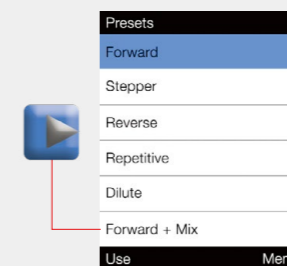 Presets
Forward
Stepper
Reverse
Repetitive
Dilute
Forward + Mix
Use